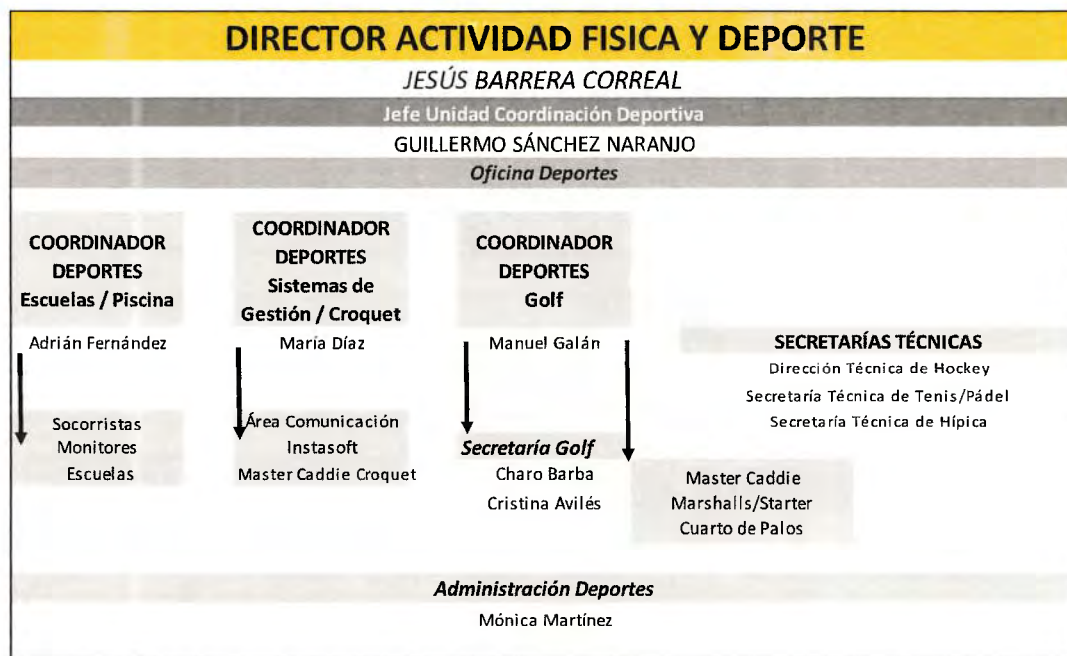 DIRECTOR ACTIVIDAD FISICA Y DEPORTE
JESÚS BARRERA CORREAL
Jefe Unidad Coordinación Deportiva
GUILLERMO SÁNCHEZ NARANJO
Oficina Deportes
COORDINADOR
DEPORTES
Escuelas / Piscina
Adrián Fernández
Socorristas
Monitores
Escuelas
COORDINADOR
DEPORTES
Sistemas de
Gestión / Croquet
María Díaz
Área Comunicación
Instasoft
Master Caddie Croquet
COORDINADOR
DEPORTES
Golf
Manuel Galán
Secretaría Golf
Charo Barba
Cristina Avilés
Master Caddie
Marshalls/Starter
Cuarto de Palos
SECRETARÍAS TÉCNICAS
Dirección Técnica de Hockey
Secretaría Técnica de Tenis/Pádel
Secretaría Técnica de Hípica
Administración Deportes
Mónica Martínez